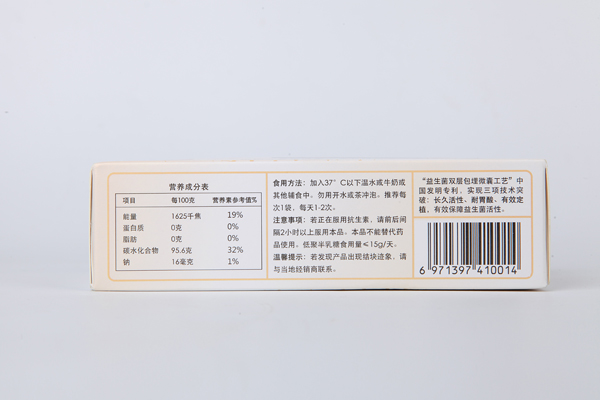 营养成分表
项目 每100克 营养素参考值%
能量 1625千焦 19%
蛋白质 0克 0%
脂肪 0克 0%
碳水化合物 95.6克 32%
钠 16毫克 1%
食用方法：加入37°C以下温水或牛奶或
其他辅食中。勿用开水或茶冲泡。推荐每
次1袋，每天1-2次。
注意事项：若正在服用抗生素，请前后间
隔2小时以上服用本品。本品不能替代药
品使用。低聚半乳糖食用量≤15g/天。
温馨提示：若发现产品出现结块迹象，请
与当地经销商联系。
“益生菌双层包埋微囊工艺”中
国发明专利，实现三项技术突
破：长久活性、耐胃酸、有效定
植，有效保障益生菌活性。
6 971397 410014